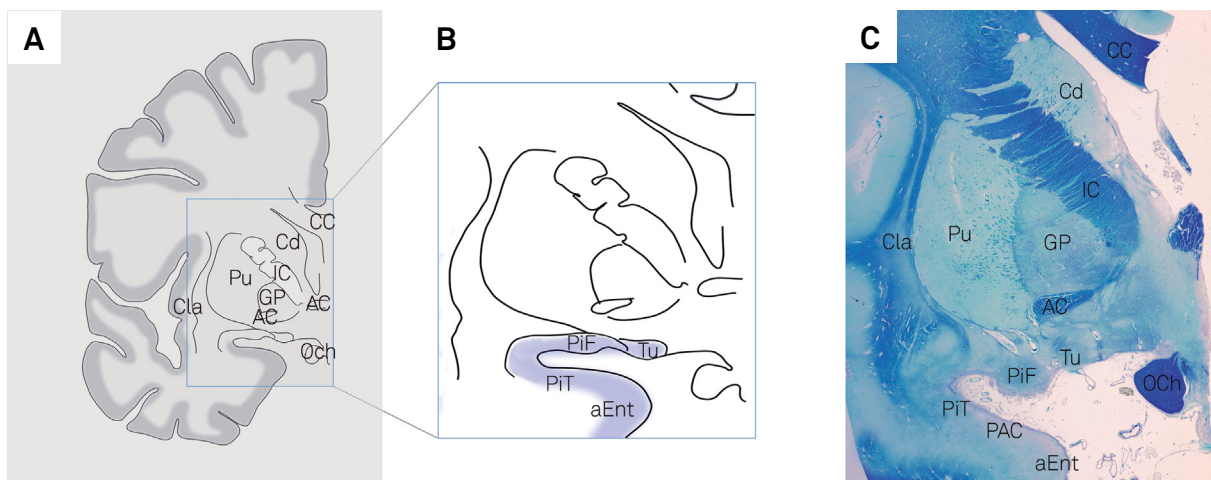 A
CC
Cd
Pu
IC
Cla
GP
AC
AC
Och
B
PiF
Tu
PiT
aEnt
C
CC
Cd
IC
Pu
Cla
GP
AC
Tu
PiF
OCh
PiT
PAC
aEnt